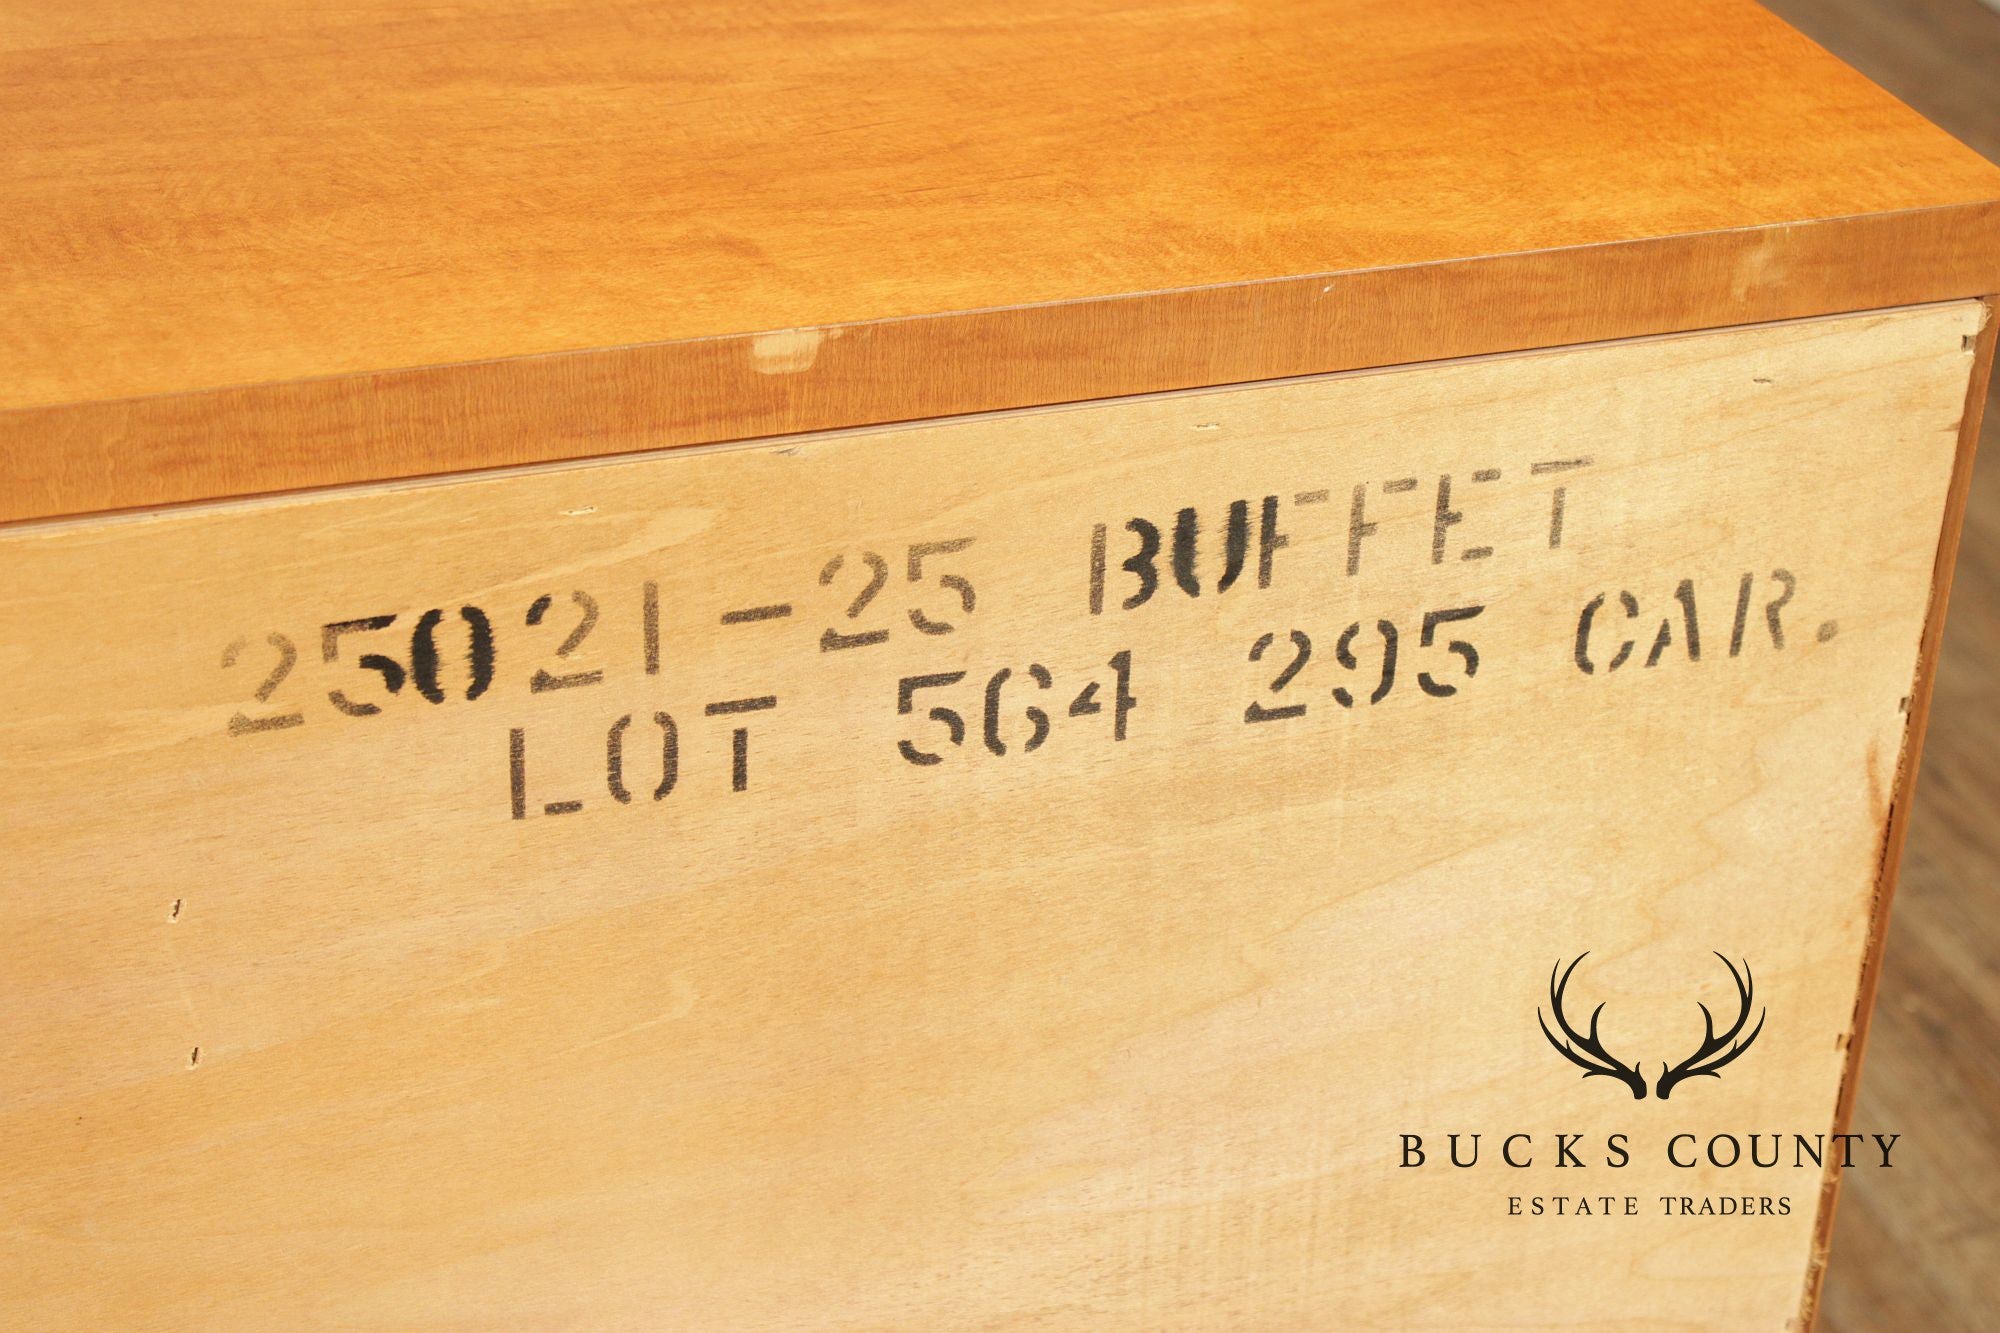 25021-25 BUFFET
LOT 564 295 CAR.
BUCKS COUNTY
ESTATE TRADERS